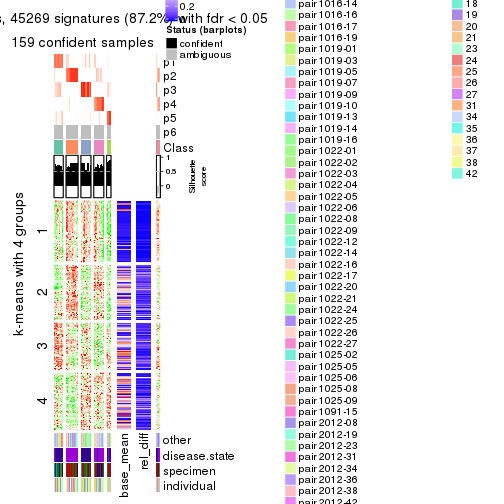 0.2
, 45269 signatures (87.2%) with fdr < 0.05
Status (barplots)
159 confident samples
confident
ambiguous
p1
p2
p3
p4
p5
p6
Class
1
0.5
0
Silhouette
score
k-means with 4 groups
1
2
3
4
base_mean
rel_diff
other
disease.state
specimen
individual
pair1016-14
pair1016-16
pair1016-17
pair1016-19
pair1019-01
pair1019-03
pair1019-04
pair1019-05
pair1019-07
pair1019-09
pair1019-10
pair1019-13
pair1019-14
pair1019-16
pair1022-01
pair1022-02
pair1022-03
pair1022-04
pair1022-05
pair1022-06
pair1022-08
pair1022-09
pair1022-12
pair1022-14
pair1022-16
pair1022-17
pair1022-20
pair1022-21
pair1022-24
pair1022-25
pair1022-26
pair1022-27
pair1025-02
pair1025-05
pair1025-06
pair1025-08
pair1025-09
pair1091-15
pair2012-08
pair2012-19
pair2012-23
pair2012-31
pair2012-34
pair2012-36
pair2012-38
pair2012-42
18
19
20
21
23
24
25
26
27
31
34
35
36
37
38
42